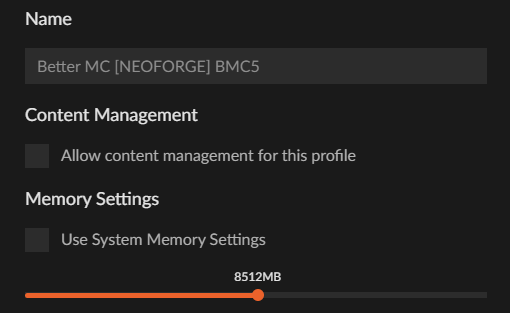 Name
Better MC [NEOFORGE] BMC5
Content Management
Allow content management for this profile
Memory Settings
Use System Memory Settings
8512MB